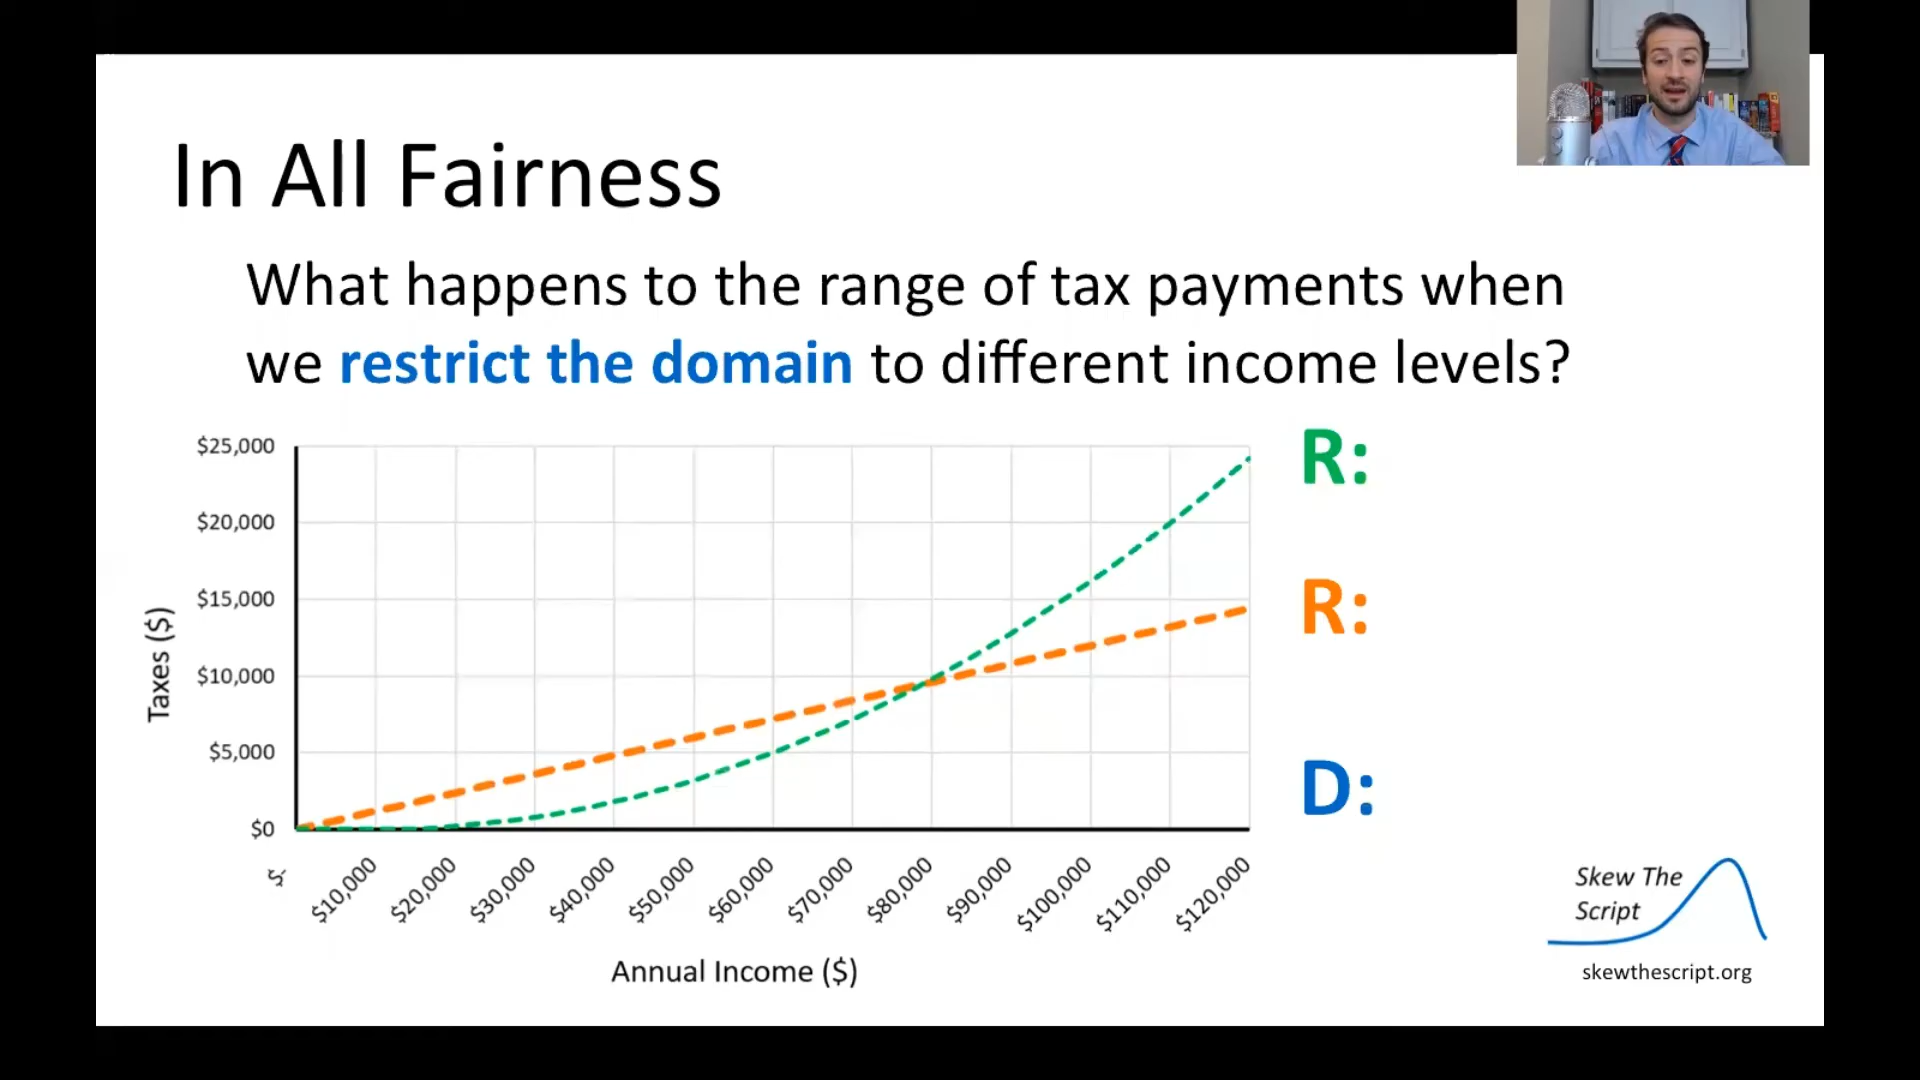 In All Fairness
What happens to the range of tax payments when
we restrict the domain to different income levels?
$25,000
$20,000
$15,000
$10,000
$5,000
$0
Taxes ($)
$-
$10,000
$20,000
$30,000
$40,000
$50,000
$60,000
$70,000
$80,000
$90,000
$100,000
$110,000
$120,000
Annual Income ($)
R:
R:
D:
Skew The
Script
skewthescript.org